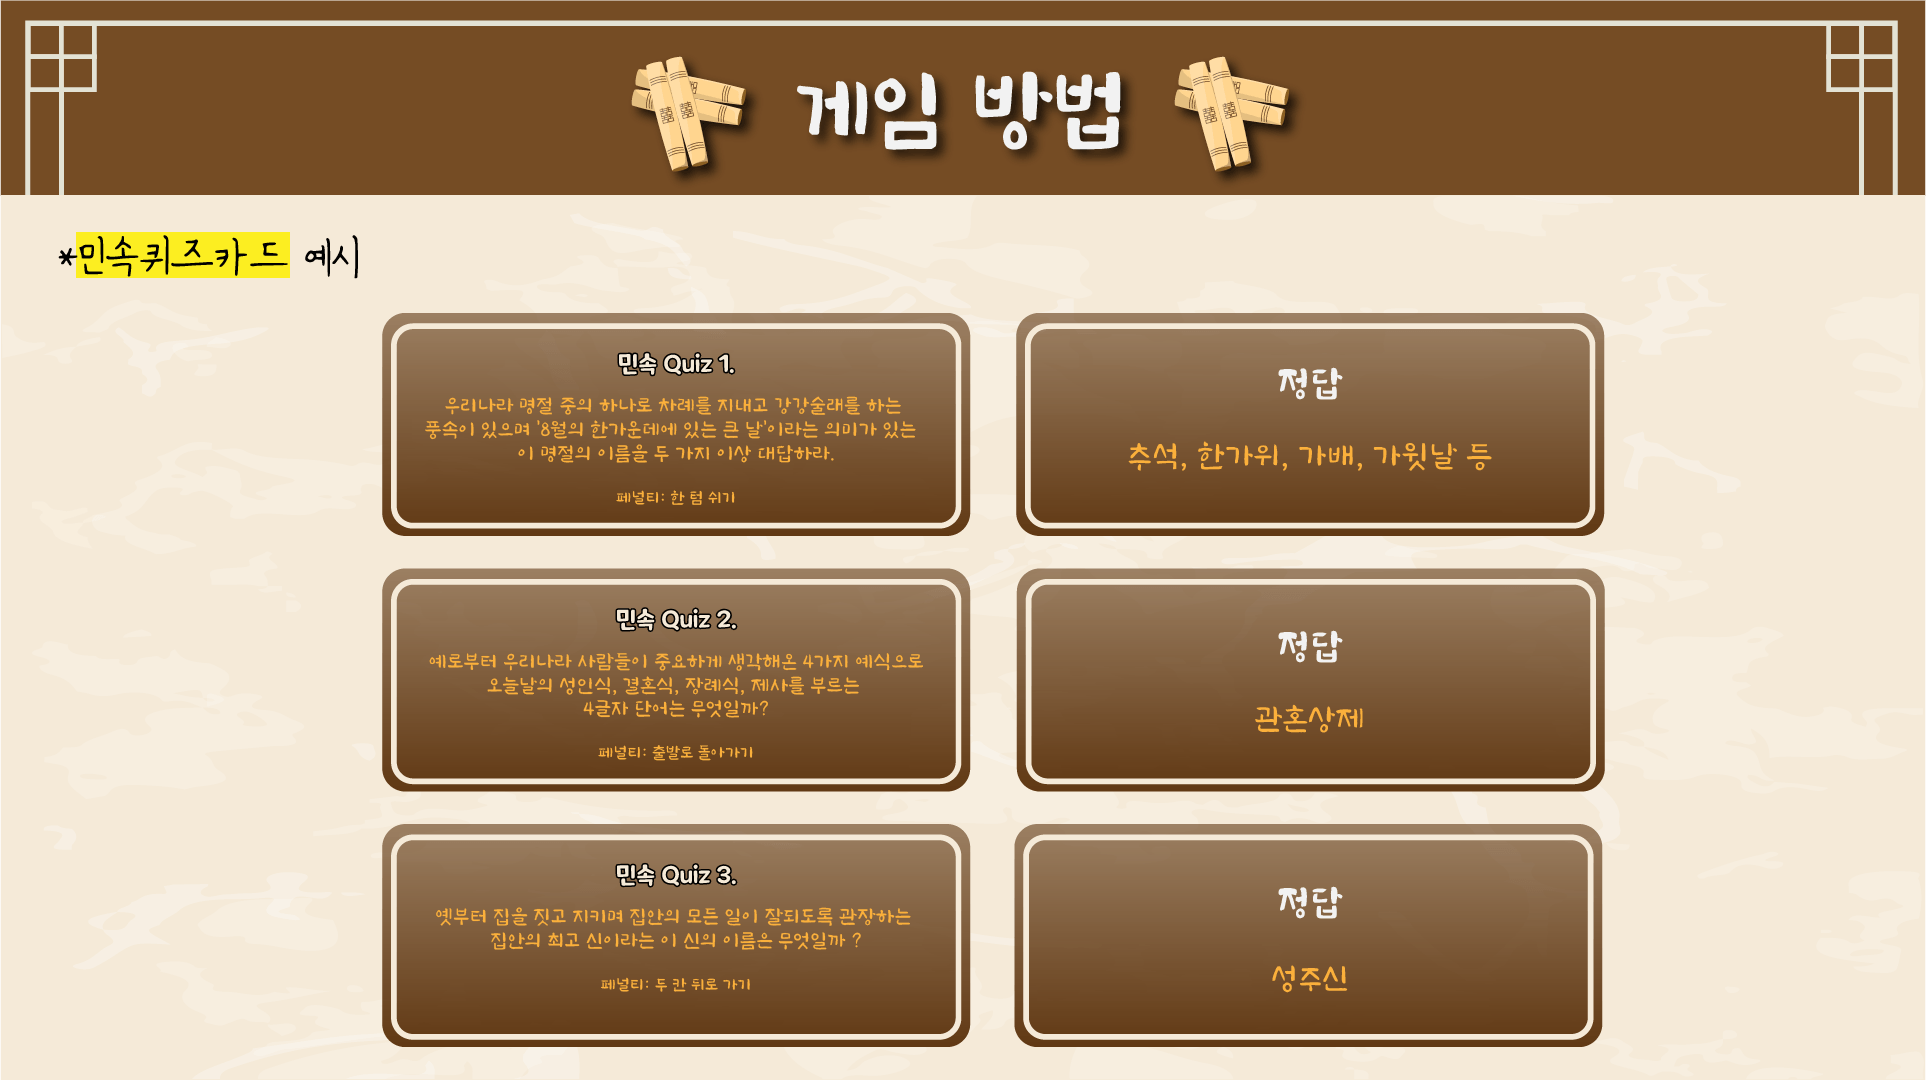 게임 방법
*민속퀴즈카드 예시
민속 Quiz 1.
우리나라 명절 중의 하나로 차례를 지내고 강강술래를 하는
풍속이 있으며 '8월의 한가운데에 있는 큰 날'이라는 의미가 있는
이 명절의 이름을 두 가지 이상 대답하라.
페널티: 한 텀 쉬기
정답
추석, 한가위, 가배, 가윗날 등
민속 Quiz 2.
예로부터 우리나라 사람들이 중요하게 생각해온 4가지 예식으로
오늘날의 성인식, 결혼식, 장례식, 제사를 부르는
4글자 단어는 무엇일까?
페널티: 출발로 돌아가기
정답
관혼상제
민속 Quiz 3.
옛부터 집을 짓고 지키며 집안의 모든 일이 잘되도록 관장하는
집안의 최고 신이라는 이 신의 이름은 무엇일까 ?
페널티: 두 칸 뒤로 가기
정답
성주신